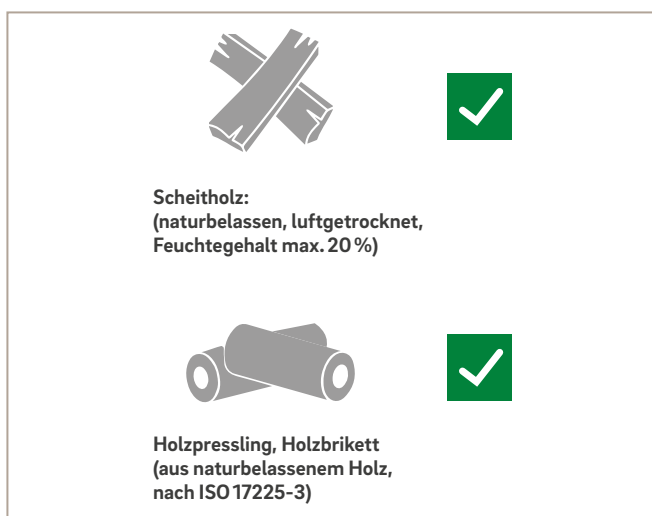 Scheitholz:
(naturbelassen, luftgetrocknet,
Feuchtegehalt max. 20 %)
Holzpressling, Holzbrikett
(aus naturbelassenem Holz,
nach ISO 17225-3)